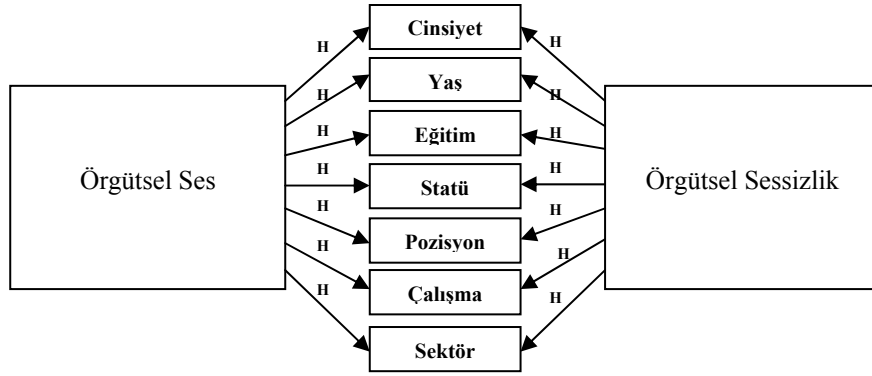 Cinsiyet
H
H
Yaş
H
H
Eğitim
H
H
Örgütsel Ses
Statü
Örgütsel Sessizlik
H
H
Pozisyon
H
H
Çalışma
H
H
Sektör
H
H